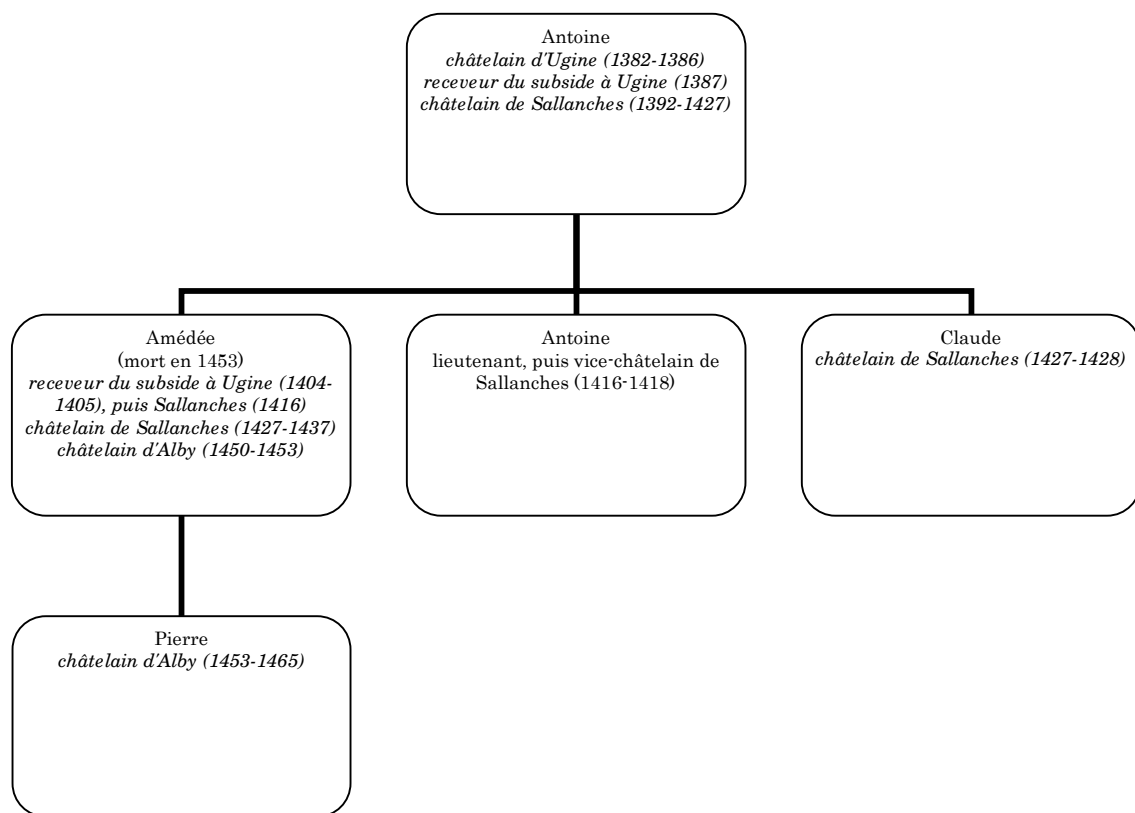 Antoine
châtelain d'Ugine (1382-1386)
receveur du subside à Ugine (1387)
châtelain de Sallanches (1392-1427)
Amédée
(mort en 1453)
receveur du subside à Ugine (1404-
1405), puis Sallanches (1416)
châtelain de Sallanches (1427-1437)
châtelain d'Alby (1450-1453)
Antoine
lieutenant, puis vice-châtelain de
Sallanches (1416-1418)
Claude
châtelain de Sallanches (1427-1428)
Pierre
châtelain d'Alby (1453-1465)